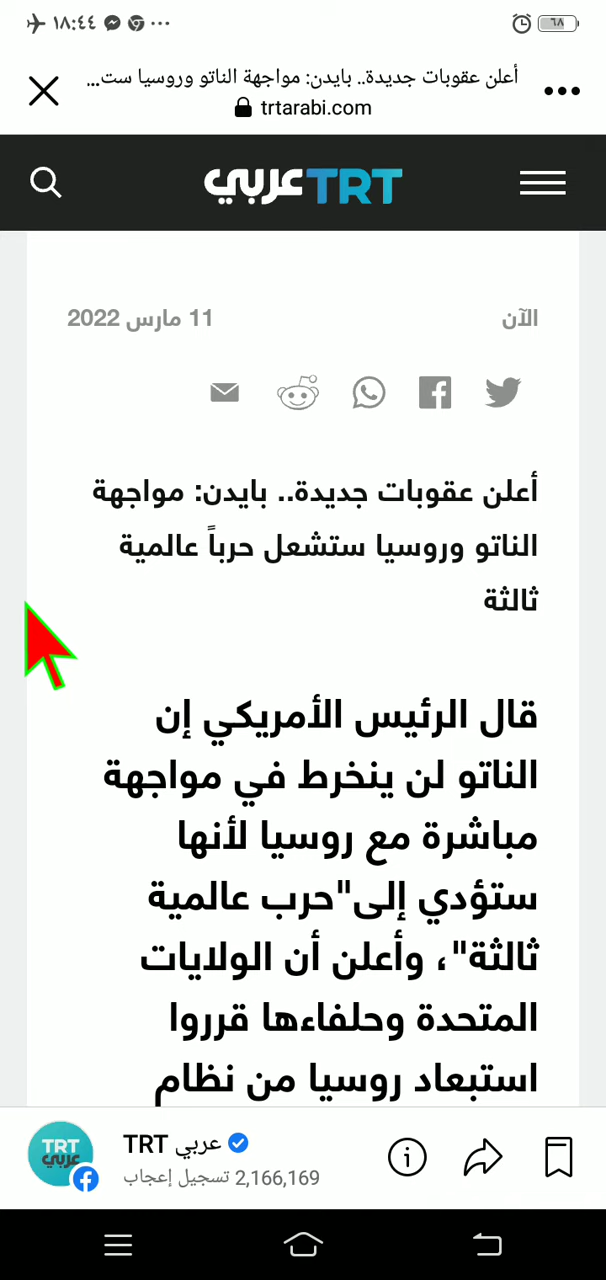 ١٨:٤٤
٦٨
أعلن عقوبات جديدة.. بايدن: مواجهة الناتو وروسيا ست...
trtarabi.com
TRT عربي
الآن
11 مارس 2022
أعلن عقوبات جديدة.. بايدن: مواجهة
الناتو وروسيا ستشعل حرباً عالمية
ثالثة
قال الرئيس الأمريكي إن
الناتو لن ينخرط في مواجهة
مباشرة مع روسيا لأنها
ستؤدي إلى"حرب عالمية
ثالثة"، وأعلن أن الولايات
المتحدة وحلفاءها قرروا
استبعاد روسيا من نظام
TRT
عربي
TRT عربي
2,166,169 تسجيل إعجاب